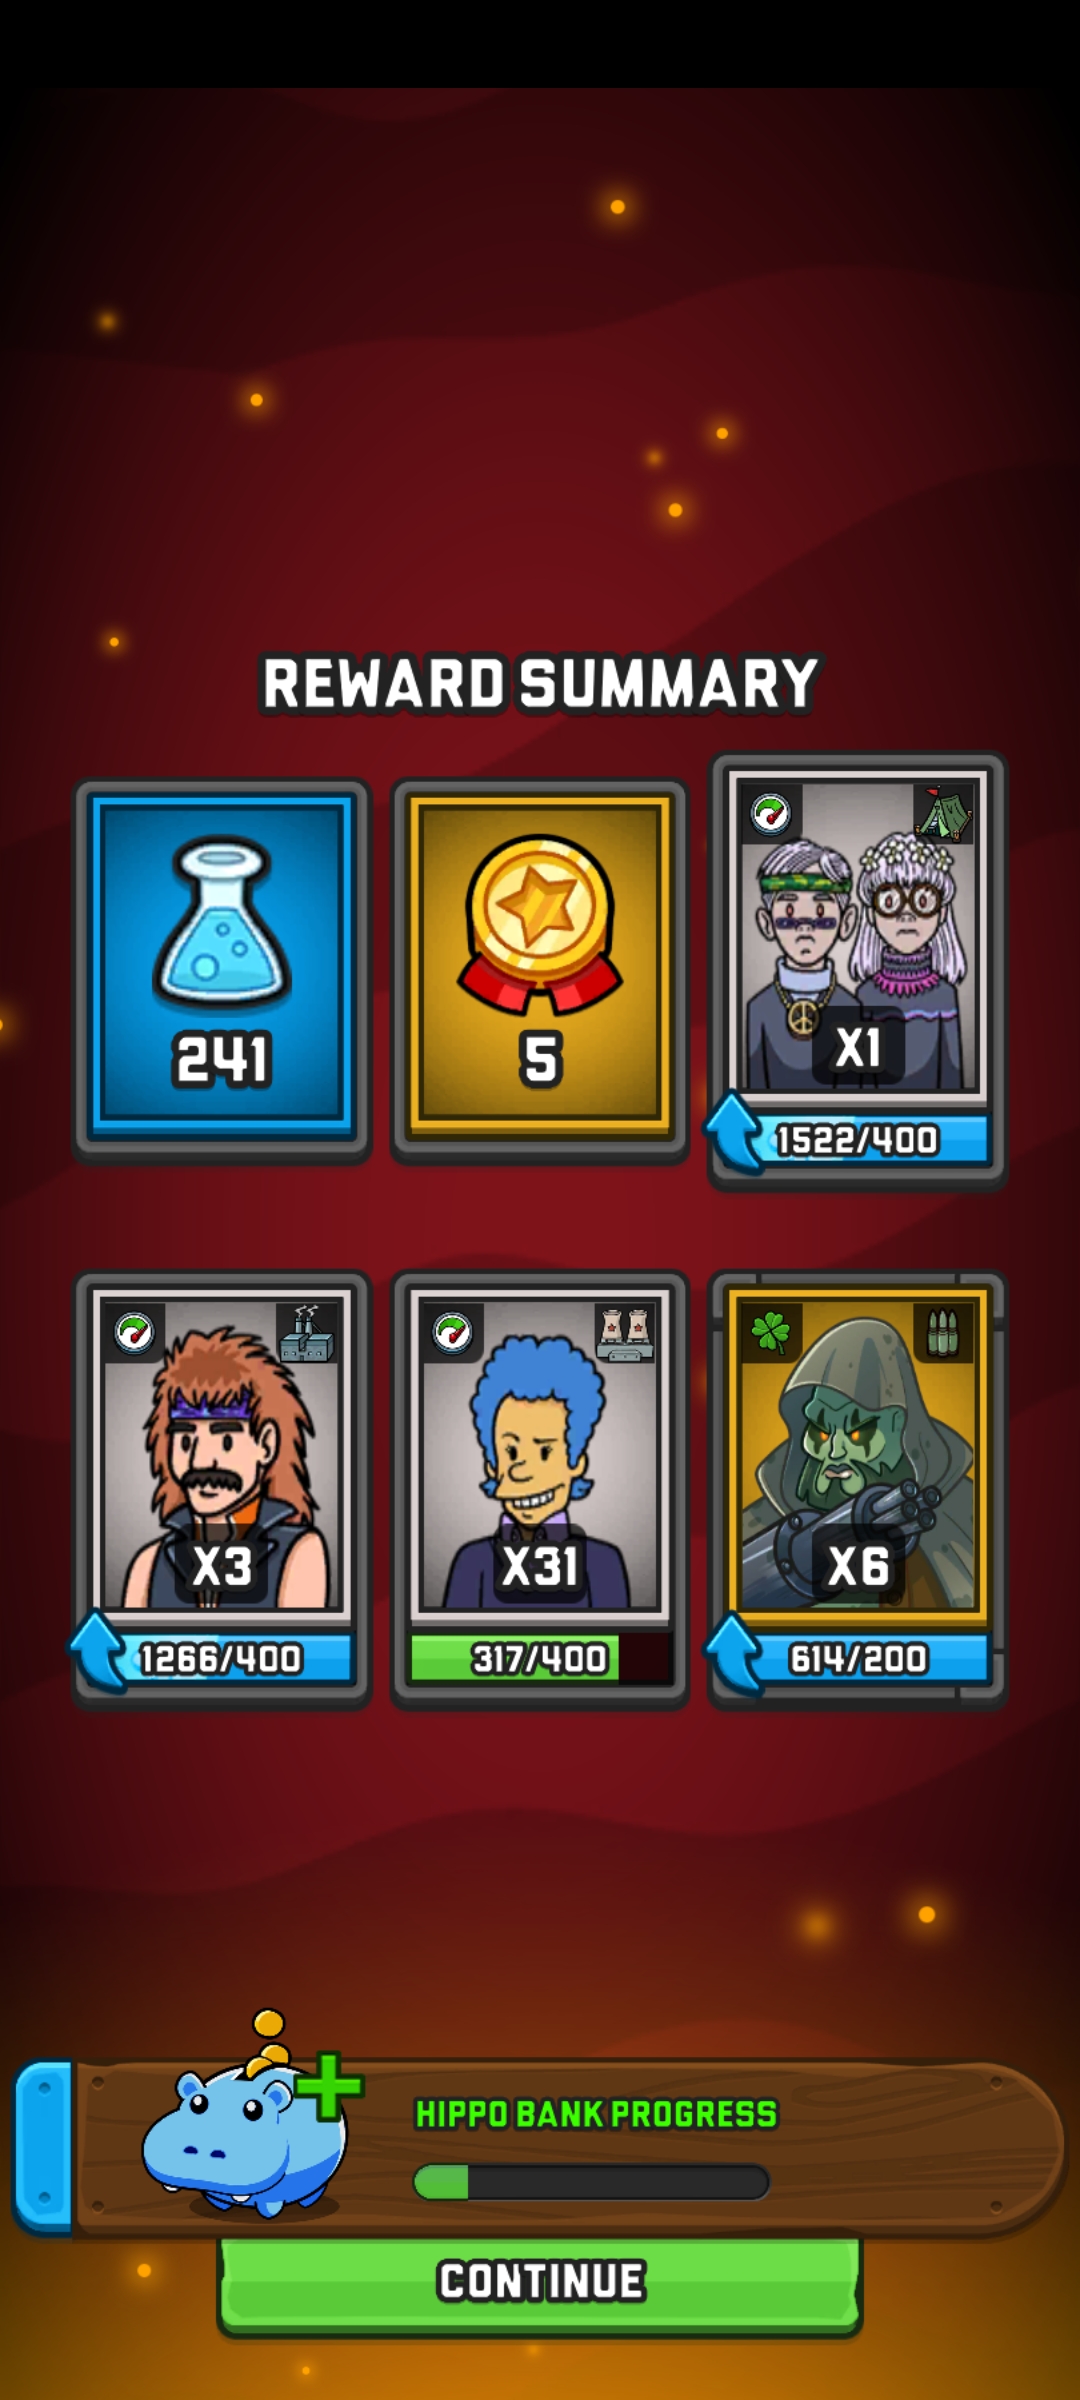 REWARD SUMMARY
241
5
X1
1522/400
X3
1266/400
X31
317/400
X6
614/200
HIPPO BANK PROGRESS
CONTINUE